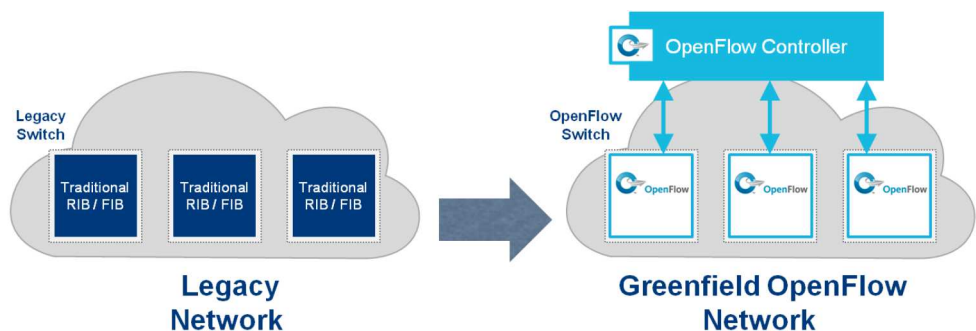 Legacy
Switch
Traditional
RIB / FIB
Traditional
RIB / FIB
Traditional
RIB / FIB
Legacy
Network
OpenFlow Controller
OpenFlow
Switch
OpenFlow
OpenFlow
OpenFlow
Greenfield OpenFlow
Network